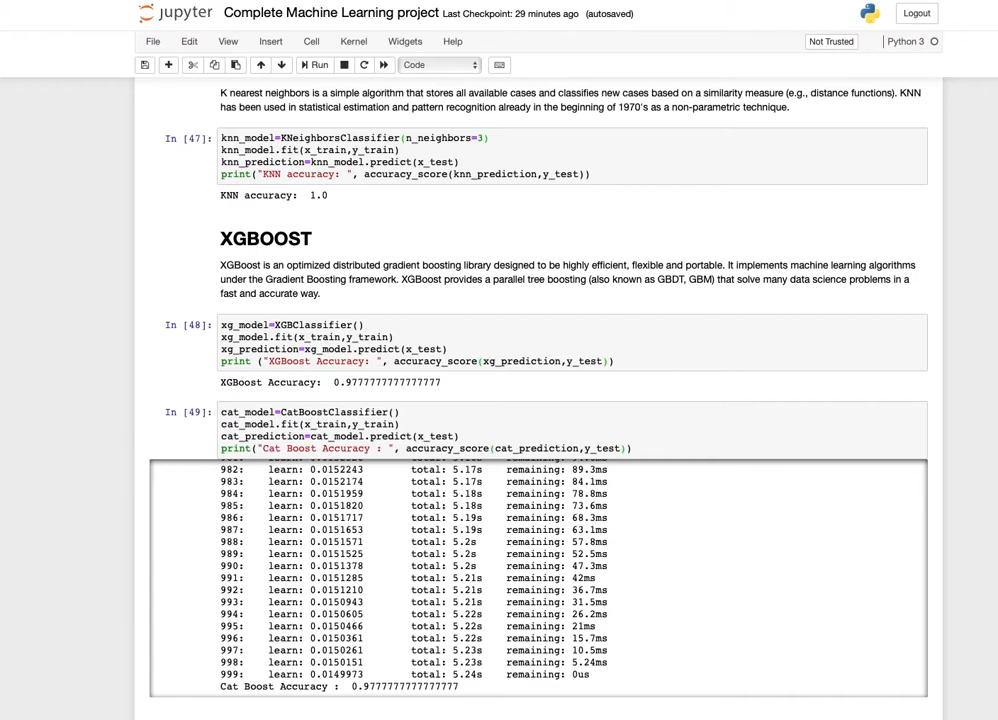 jupyter Complete Machine Learning project Last Checkpoint: 29 minutes ago (autosaved)
Logout
File Edit View Insert Cell Kernel Widgets Help
Not Trusted Python 3
Run Code
K nearest neighbors is a simple algorithm that stores all available cases and classifies new cases based on a similarity measure (e.g., distance functions). KNN
has been used in statistical estimation and pattern recognition already in the beginning of 1970's as a non-parametric technique.
In [47]: knn_model=KNeighborsClassifier(n_neighbors=3)
knn_model.fit(x_train,y_train)
knn_prediction=knn_model.predict(x_test)
print("KNN accuracy: ", accuracy_score(knn_prediction,y_test))
KNN accuracy:  1.0
XGBOOST
XGBoost is an optimized distributed gradient boosting library designed to be highly efficient, flexible and portable. It implements machine learning algorithms
under the Gradient Boosting framework. XGBoost provides a parallel tree boosting (also known as GBDT, GBM) that solve many data science problems in a
fast and accurate way.
In [48]: xg_model=XGBClassifier()
xg_model.fit(x_train,y_train)
xg_prediction=xg_model.predict(x_test)
print ("XGBoost Accuracy: ", accuracy_score(xg_prediction,y_test))
XGBoost Accuracy:  0.9777777777777777
In [49]: cat_model=CatBoostClassifier()
cat_model.fit(x_train,y_train)
cat_prediction=cat_model.predict(x_test)
print("Cat Boost Accuracy : ", accuracy_score(cat_prediction,y_test))
982: learn: 0.0152243 total: 5.17s remaining: 89.3ms
983: learn: 0.0152174 total: 5.17s remaining: 84.1ms
984: learn: 0.0151959 total: 5.18s remaining: 78.8ms
985: learn: 0.0151820 total: 5.18s remaining: 73.6ms
986: learn: 0.0151717 total: 5.19s remaining: 68.3ms
987: learn: 0.0151653 total: 5.19s remaining: 63.1ms
988: learn: 0.0151571 total: 5.2s remaining: 57.8ms
989: learn: 0.0151525 total: 5.2s remaining: 52.5ms
990: learn: 0.0151378 total: 5.2s remaining: 47.3ms
991: learn: 0.0151285 total: 5.21s remaining: 42ms
992: learn: 0.0151210 total: 5.21s remaining: 36.7ms
993: learn: 0.0150943 total: 5.21s remaining: 31.5ms
994: learn: 0.0150605 total: 5.22s remaining: 26.2ms
995: learn: 0.0150466 total: 5.22s remaining: 21ms
996: learn: 0.0150361 total: 5.22s remaining: 15.7ms
997: learn: 0.0150261 total: 5.23s remaining: 10.5ms
998: learn: 0.0150151 total: 5.23s remaining: 5.24ms
999: learn: 0.0149973 total: 5.24s remaining: 0us
Cat Boost Accuracy :  0.9777777777777777